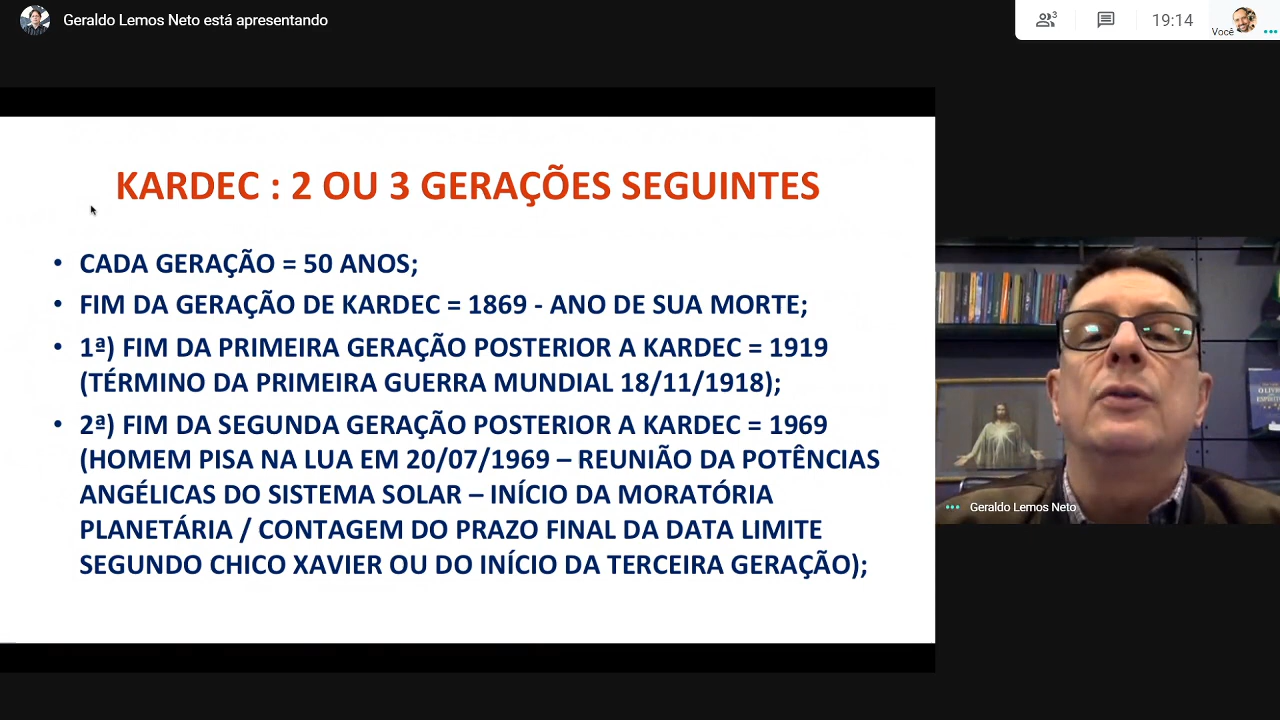 Geraldo Lemos Neto está apresentando
3
19:14
Você
KARDEC : 2 OU 3 GERAÇÕES SEGUINTES
• CADA GERAÇÃO = 50 ANOS;
• FIM DA GERAÇÃO DE KARDEC = 1869 - ANO DE SUA MORTE;
• 1ª) FIM DA PRIMEIRA GERAÇÃO POSTERIOR A KARDEC = 1919
(TÉRMINO DA PRIMEIRA GUERRA MUNDIAL 18/11/1918);
• 2ª) FIM DA SEGUNDA GERAÇÃO POSTERIOR A KARDEC = 1969
(HOMEM PISA NA LUA EM 20/07/1969 – REUNIÃO DA POTÊNCIAS
ANGÉLICAS DO SISTEMA SOLAR – INÍCIO DA MORATÓRIA
PLANETÁRIA / CONTAGEM DO PRAZO FINAL DA DATA LIMITE
SEGUNDO CHICO XAVIER OU DO INÍCIO DA TERCEIRA GERAÇÃO);
Geraldo Lemos Neto